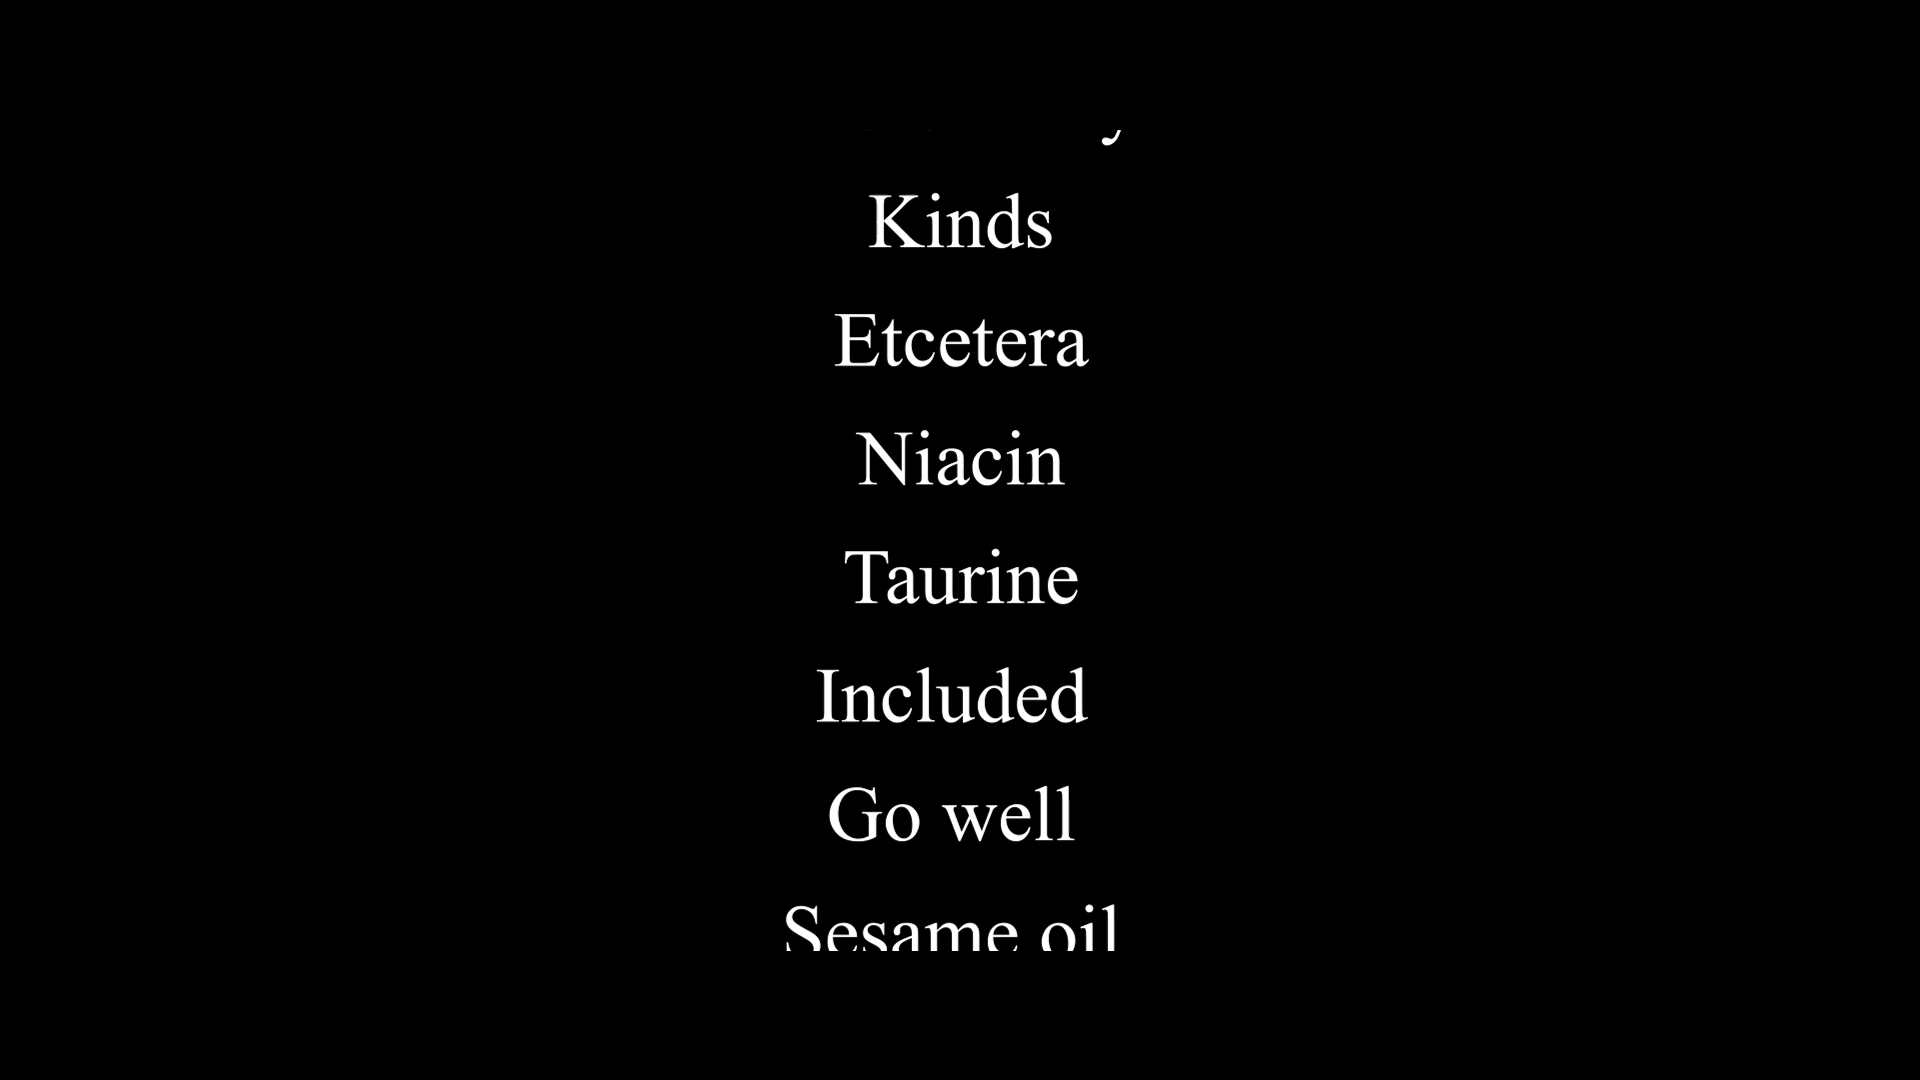 Kinds
Etcetera
Niacin
Taurine
Included
Go well
Sesame oil